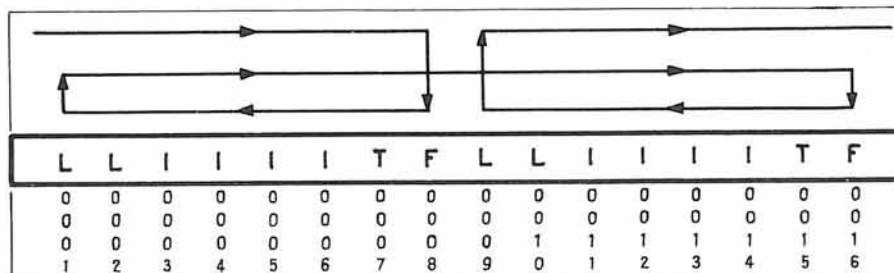 L L I I I I T F L L I I I I T F
0 0 0 0 0 0 0 0 0 0 0 0 0 0 0 0
0 0 0 0 0 0 0 0 0 0 0 0 0 0 0 0
0 0 0 0 0 0 0 0 0 1 1 1 1 1 1 1
1 2 3 4 5 6 7 8 9 0 1 2 3 4 5 6